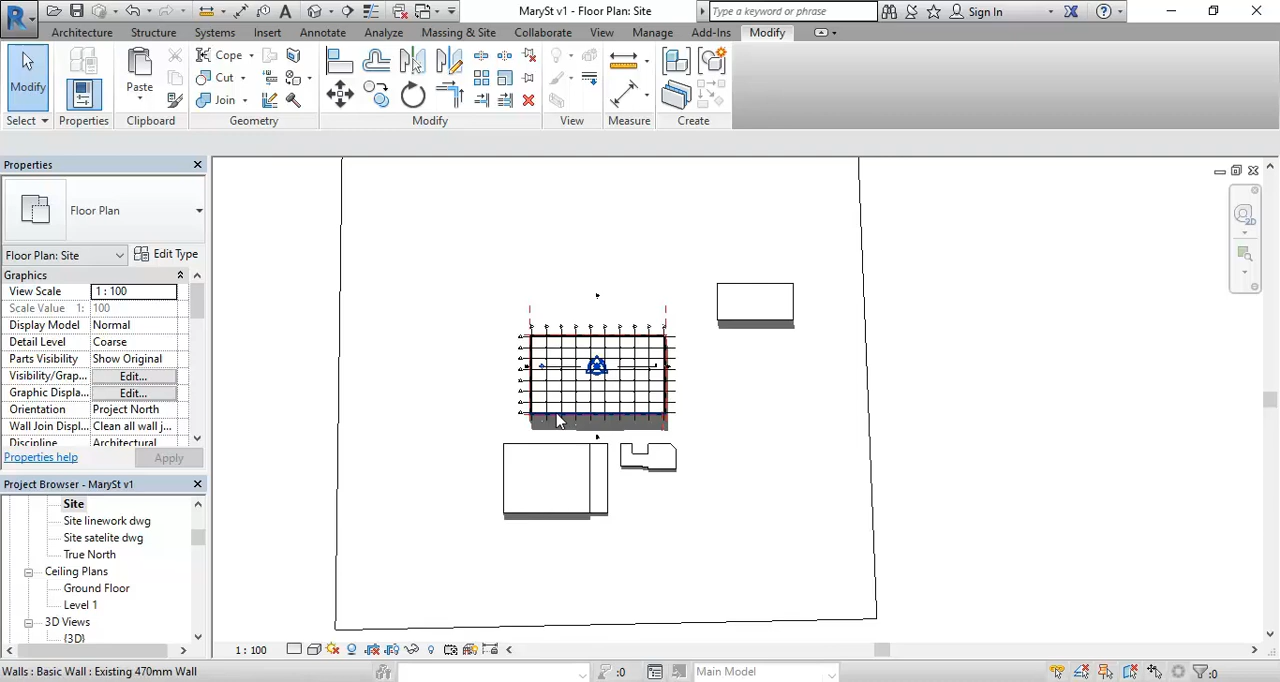 MarySt v1 - Floor Plan: Site
Type a keyword or phrase
Sign In
Architecture Structure Systems Insert Annotate Analyze Massing & Site Collaborate View Manage Add-Ins Modify
Modify
Paste
Cope
Cut
Join
Select Properties Clipboard Geometry Modify View Measure Create
Properties
Floor Plan
Floor Plan: Site
Edit Type
Graphics
View Scale 1 : 100
Scale Value 1: 100
Display Model Normal
Detail Level Coarse
Parts Visibility Show Original
Visibility/Grap... Edit...
Graphic Displa... Edit...
Orientation Project North
Wall Join Displ... Clean all wall j...
Discipline Architectural
Properties help
Apply
Project Browser - MarySt v1
Site
Site linework dwg
Site satelite dwg
True North
Ceiling Plans
Ground Floor
Level 1
3D Views
{3D}
2D
1 : 100
Walls : Basic Wall : Existing 470mm Wall
:0
Main Model
:0